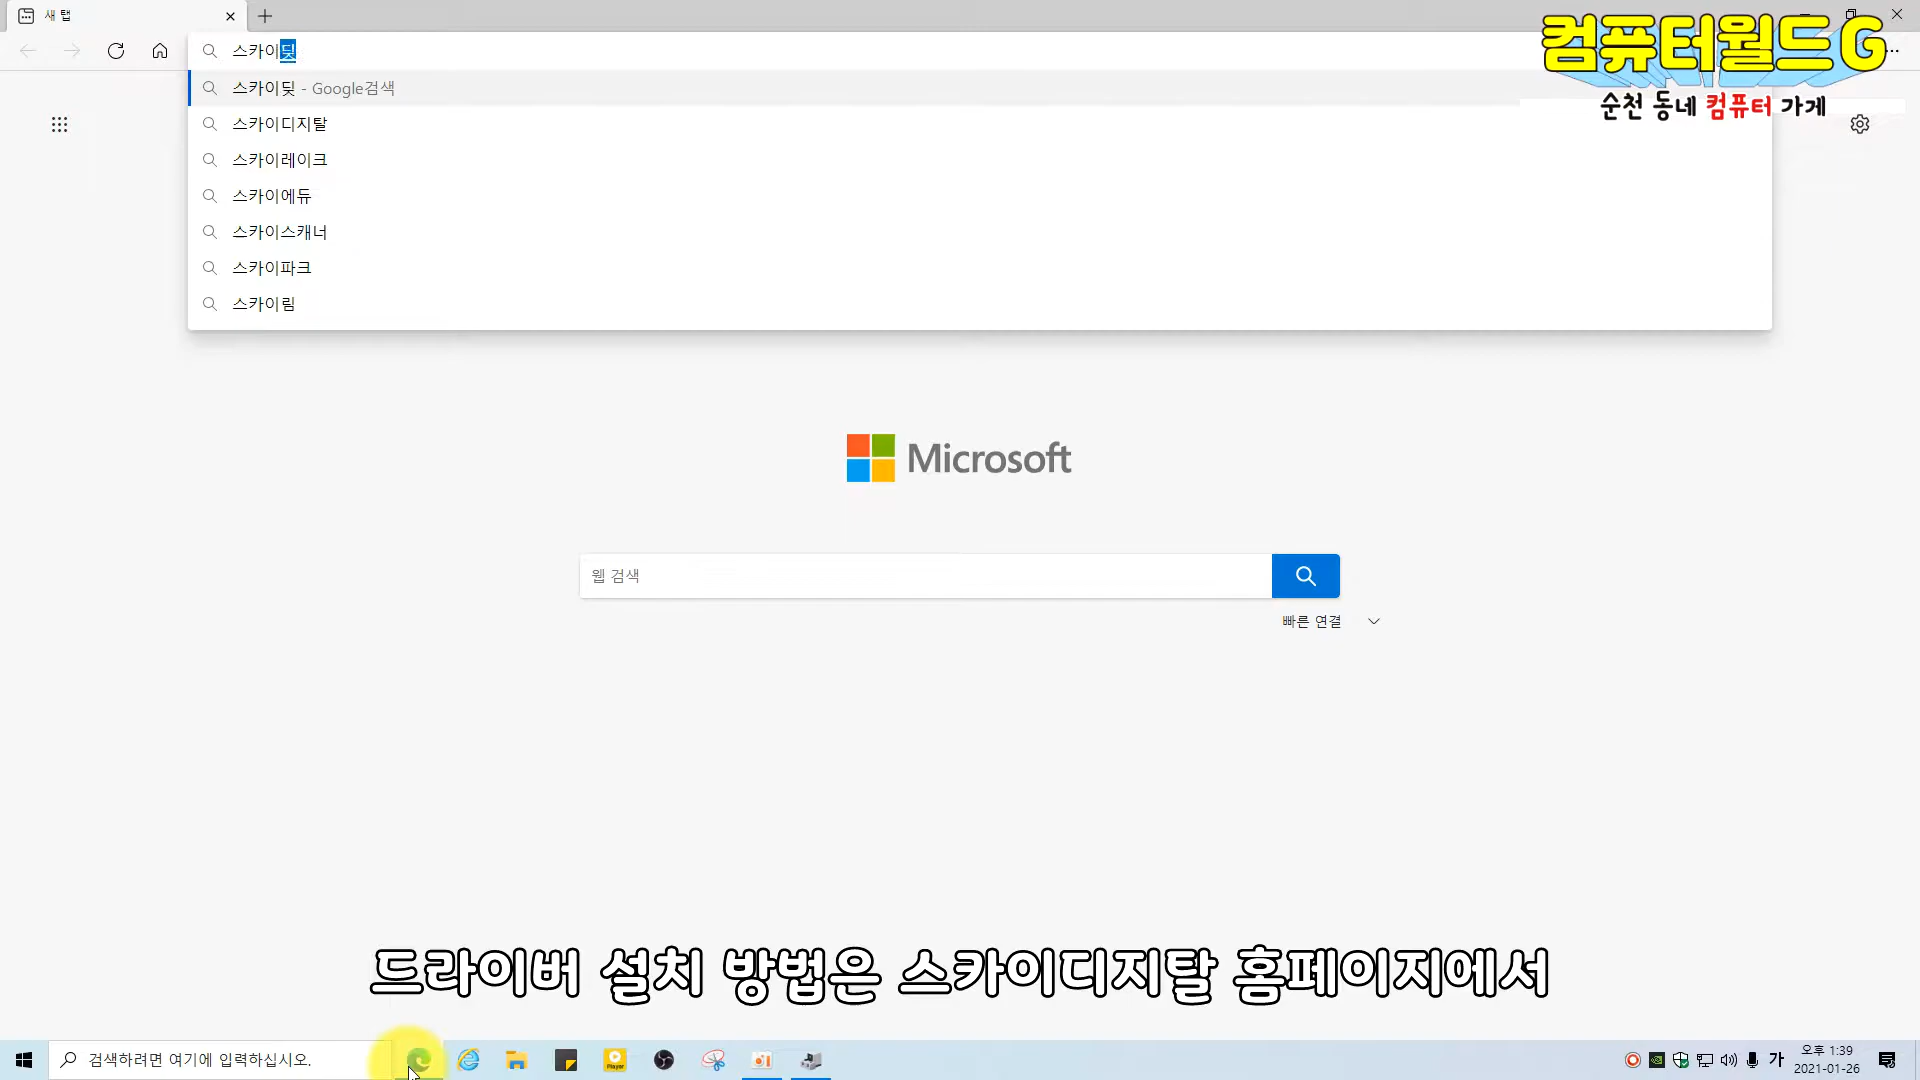 새 탭
스카이딪
컴퓨터월드G
스카이딪 - Google검색
순천 동네 컴퓨터 가게
스카이디지탈
스카이레이크
스카이에듀
스카이스캐너
스카이파크
스카이림
Microsoft
웹 검색
빠른 연결
드라이버 설치 방법은 스카이디지탈 홈페이지에서
검색하려면 여기에 입력하십시오.
Player
가
오후 1:39
2021-01-26